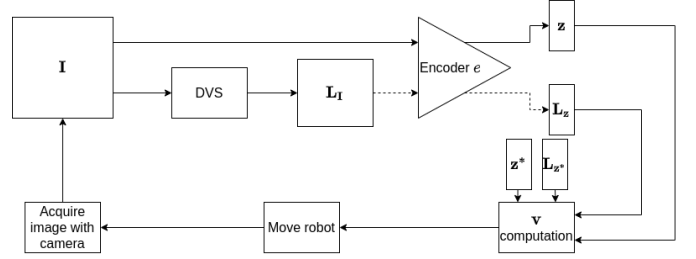 I
DVS
L_I
Encoder e
z
L_z
z*
L_z*
v
computation
Move robot
Acquire
image with
camera